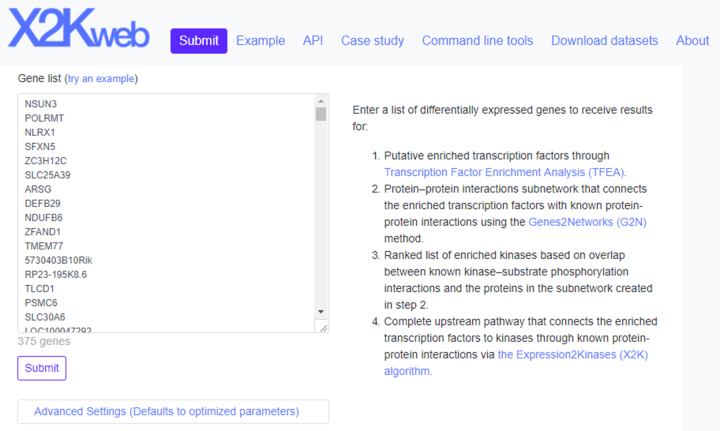 X2Kweb
Submit Example API Case study Command line tools Download datasets About
Gene list (try an example)
NSUN3
POLRMT
NLRX1
SFXN5
ZC3H12C
SLC25A39
ARSG
DEFB29
NDUFB6
ZFAND1
TMEM77
5730403B10Rik
RP23-195K8.6
TLCD1
PSMC6
SLC30A6
LOC100047292
375 genes
Submit
Advanced Settings (Defaults to optimized parameters)
Enter a list of differentially expressed genes to receive results
for:
1. Putative enriched transcription factors through
Transcription Factor Enrichment Analysis (TFEA).
2. Protein–protein interactions subnetwork that connects
the enriched transcription factors with known protein-
protein interactions using the Genes2Networks (G2N)
method.
3. Ranked list of enriched kinases based on overlap
between known kinase–substrate phosphorylation
interactions and the proteins in the subnetwork created
in step 2.
4. Complete upstream pathway that connects the enriched
transcription factors to kinases through known protein-
protein interactions via the Expression2Kinases (X2K)
algorithm.